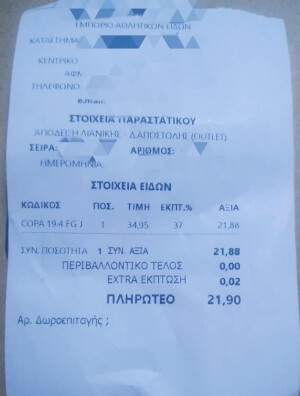 ΕΜΠΟΡΙΟ ΑΘΛΗΤΙΚΩΝ ΕΙΔΩΝ
ΚΑΤΑΣΤΗΜΑ
ΚΕΝΤΡΙΚΟ
ΑΦΜ
ΤΗΛΕΦΩΝΟ:
ΣΤΟΙΧΕΙΑ ΠΑΡΑΣΤΑΤΙΚΟΥ
ΑΠΟΔΕΙΞΗ ΛΙΑΝΙΚΗΣ - Δ.ΑΠΟΣΤΟΛΗΣ (OUTLET)
ΣΕΙΡΑ: ΑΡΙΘΜΟΣ:
ΗΜΕΡΟΜΗΝΙΑ:
ΣΤΟΙΧΕΙΑ ΕΙΔΩΝ
ΚΩΔΙΚΟΣ ΠΟΣ. ΤΙΜΗ ΕΚΠΤ.% ΑΞΙΑ
COPA 19.4 FG J 1 34,95 37 21,88
ΣΥΝ. ΠΟΣΟΤΗΤΑ 1 ΣΥΝ. ΑΞΙΑ 21,88
ΠΕΡΙΒΑΛΛΟΝΤΙΚΟ ΤΕΛΟΣ 0,00
EXTRA ΕΚΠΤΩΣΗ 0,02
ΠΛΗΡΩΤΕΟ 21,90
Αρ. Δωροεπιταγής ;